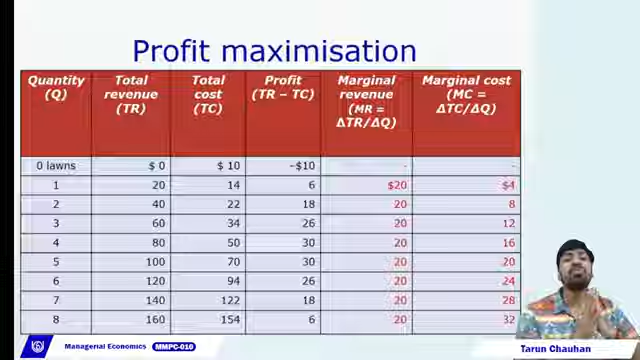 Profit maximisation
Quantity (Q) Total revenue (TR) Total cost (TC) Profit (TR – TC) Marginal revenue (MR = ΔTR/ΔQ) Marginal cost (MC = ΔTC/ΔQ)
0 lawns $ 0 $ 10 –$10 - -
1 20 14 6 $20 $4
2 40 22 18 20 8
3 60 34 26 20 12
4 80 50 30 20 16
5 100 70 30 20 20
6 120 94 26 20 24
7 140 122 18 20 28
8 160 154 6 20 32
Managerial Economics MMPC-010
Tarun Chauhan